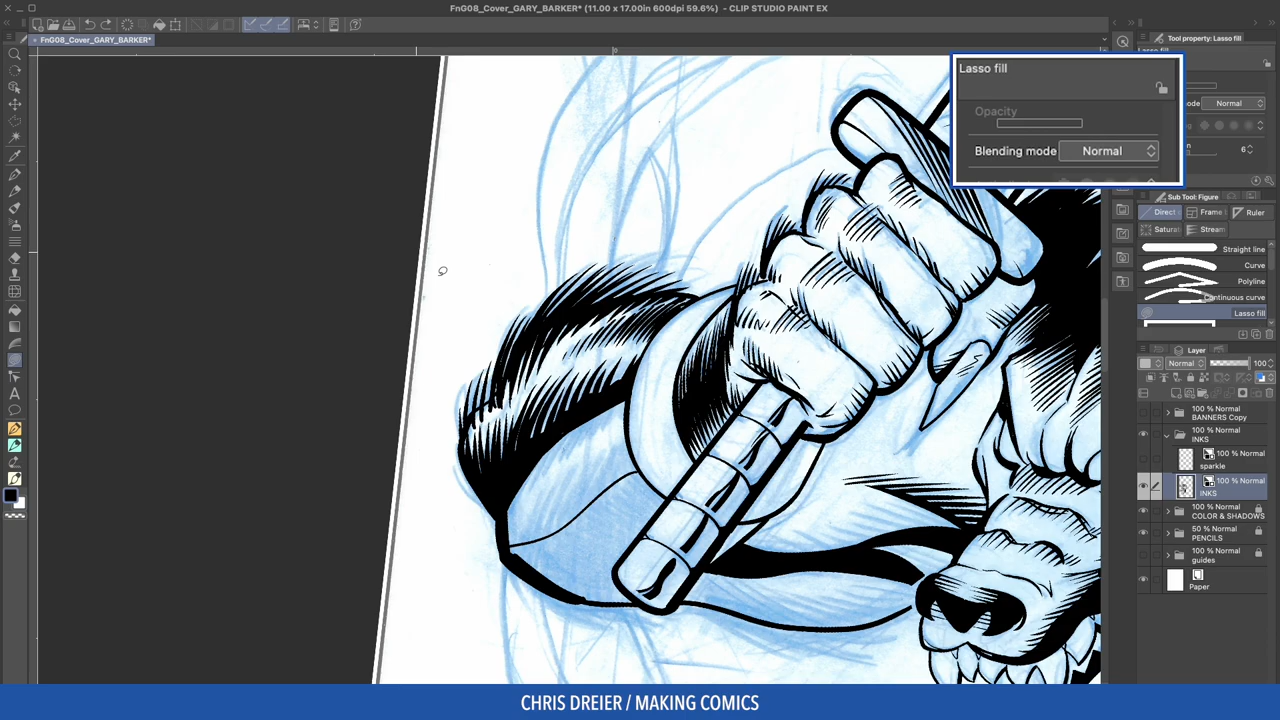 FnG08_Cover_GARY_BARKER* (11.00 x 17.00in 600dpi 59.6%) - CLIP STUDIO PAINT EX
FnG08_Cover_GARY_BARKER*
Tool property: Lasso fill
Lasso fill
Opacity
Blending mode Normal
Normal
6
Sub Tool: Figure
Direct Frame Ruler
Satura Stream
Straight line
Curve
Polyline
Continuous curve
Lasso fill
Layer
Normal 100
100 % Normal
BANNERS Copy
100 % Normal
INKS
100 % Normal
sparkle
100 % Normal
INKS
100 % Normal
COLOR & SHADOWS
50 % Normal
PENCILS
100 % Normal
guides
Paper
CHRIS DREIER / MAKING COMICS